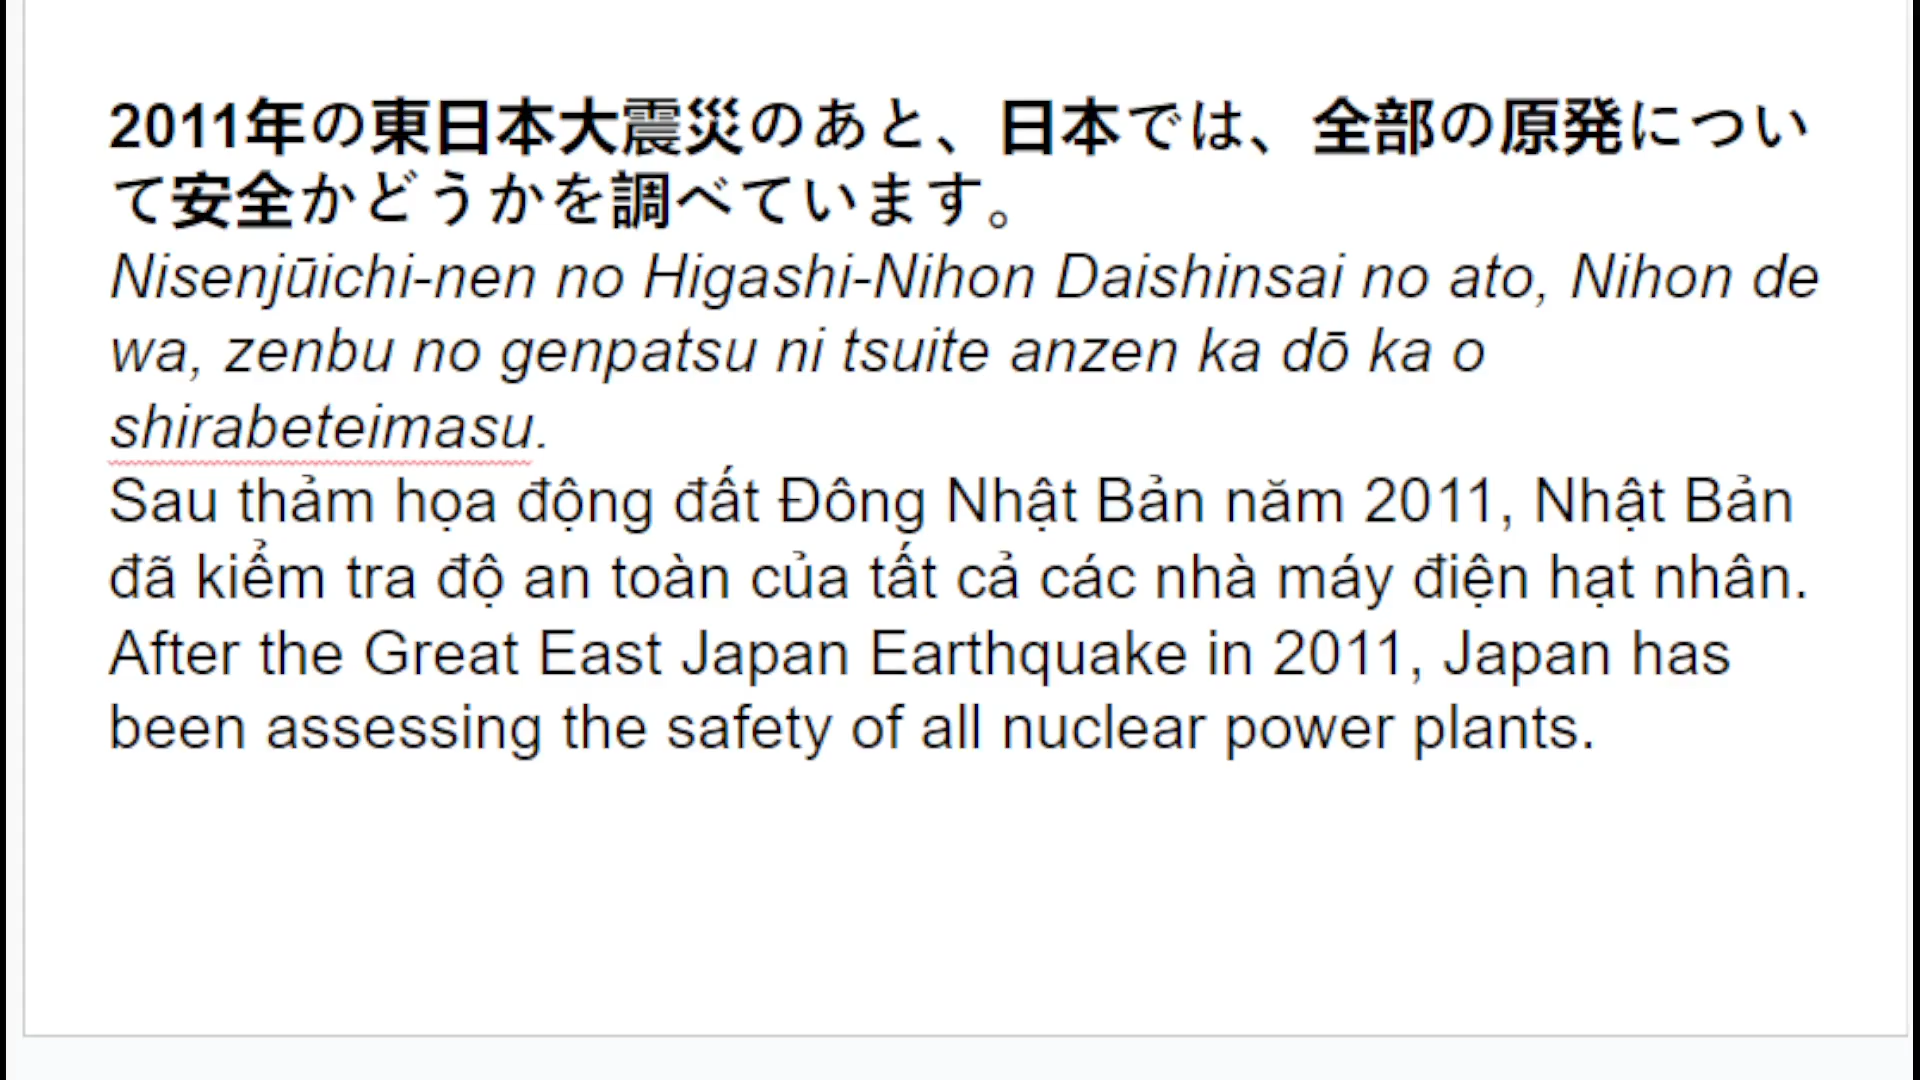 2011年の東日本大震災のあと、日本では、全部の原発につい
て安全かどうかを調べています。
Nisenjūichi-nen no Higashi-Nihon Daishinsai no ato, Nihon de
wa, zenbu no genpatsu ni tsuite anzen ka dō ka o
shirabeteimasu.
Sau thảm họa động đất Đông Nhật Bản năm 2011, Nhật Bản
đã kiểm tra độ an toàn của tất cả các nhà máy điện hạt nhân.
After the Great East Japan Earthquake in 2011, Japan has
been assessing the safety of all nuclear power plants.